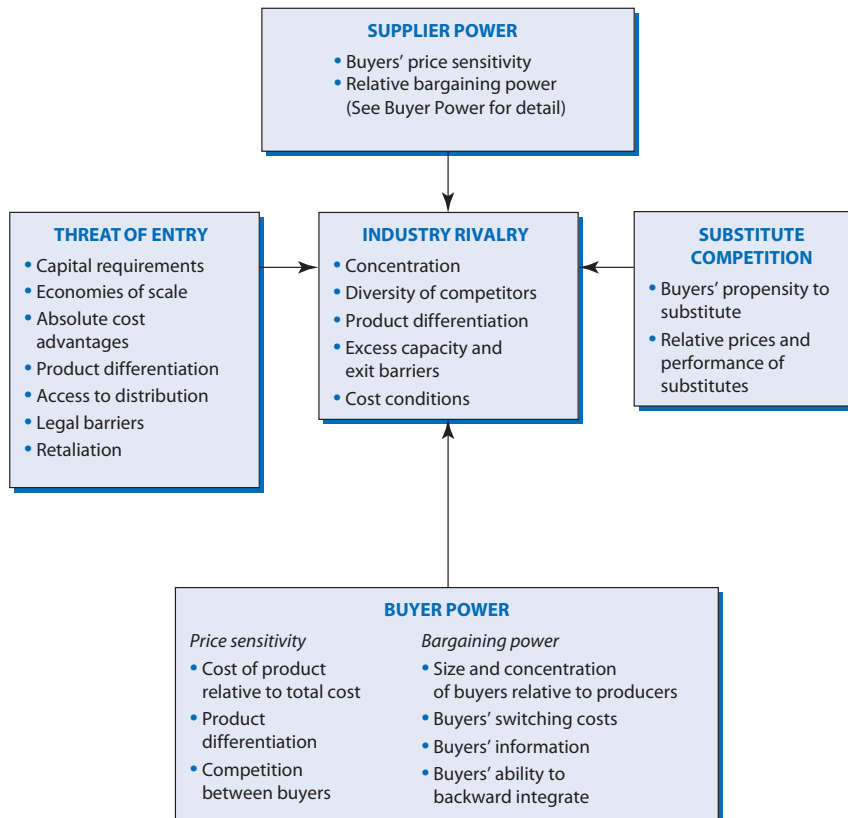 SUPPLIER POWER
• Buyers' price sensitivity
• Relative bargaining power
(See Buyer Power for detail)
THREAT OF ENTRY
• Capital requirements
• Economies of scale
• Absolute cost
advantages
• Product differentiation
• Access to distribution
• Legal barriers
• Retaliation
INDUSTRY RIVALRY
• Concentration
• Diversity of competitors
• Product differentiation
• Excess capacity and
exit barriers
• Cost conditions
SUBSTITUTE
COMPETITION
• Buyers' propensity to
substitute
• Relative prices and
performance of
substitutes
BUYER POWER
Price sensitivity
• Cost of product
relative to total cost
• Product
differentiation
• Competition
between buyers
Bargaining power
• Size and concentration
of buyers relative to producers
• Buyers' switching costs
• Buyers' information
• Buyers' ability to
backward integrate